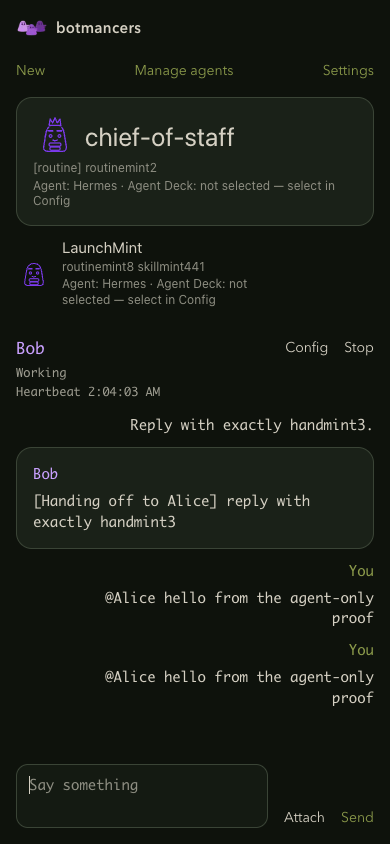 botmancers
New
Manage agents
Settings
chief-of-staff
[routine] routinemint2
Agent: Hermes · Agent Deck: not selected — select in
Config
LaunchMint
routinemint8 skillmint441
Agent: Hermes · Agent Deck: not
selected — select in Config
Bob
Config
Stop
Working
Heartbeat 2:04:03 AM
Reply with exactly handmint3.
Bob
[Handing off to Alice] reply with
exactly handmint3
You
@Alice hello from the agent-only
proof
You
@Alice hello from the agent-only
proof
Say something
Attach
Send